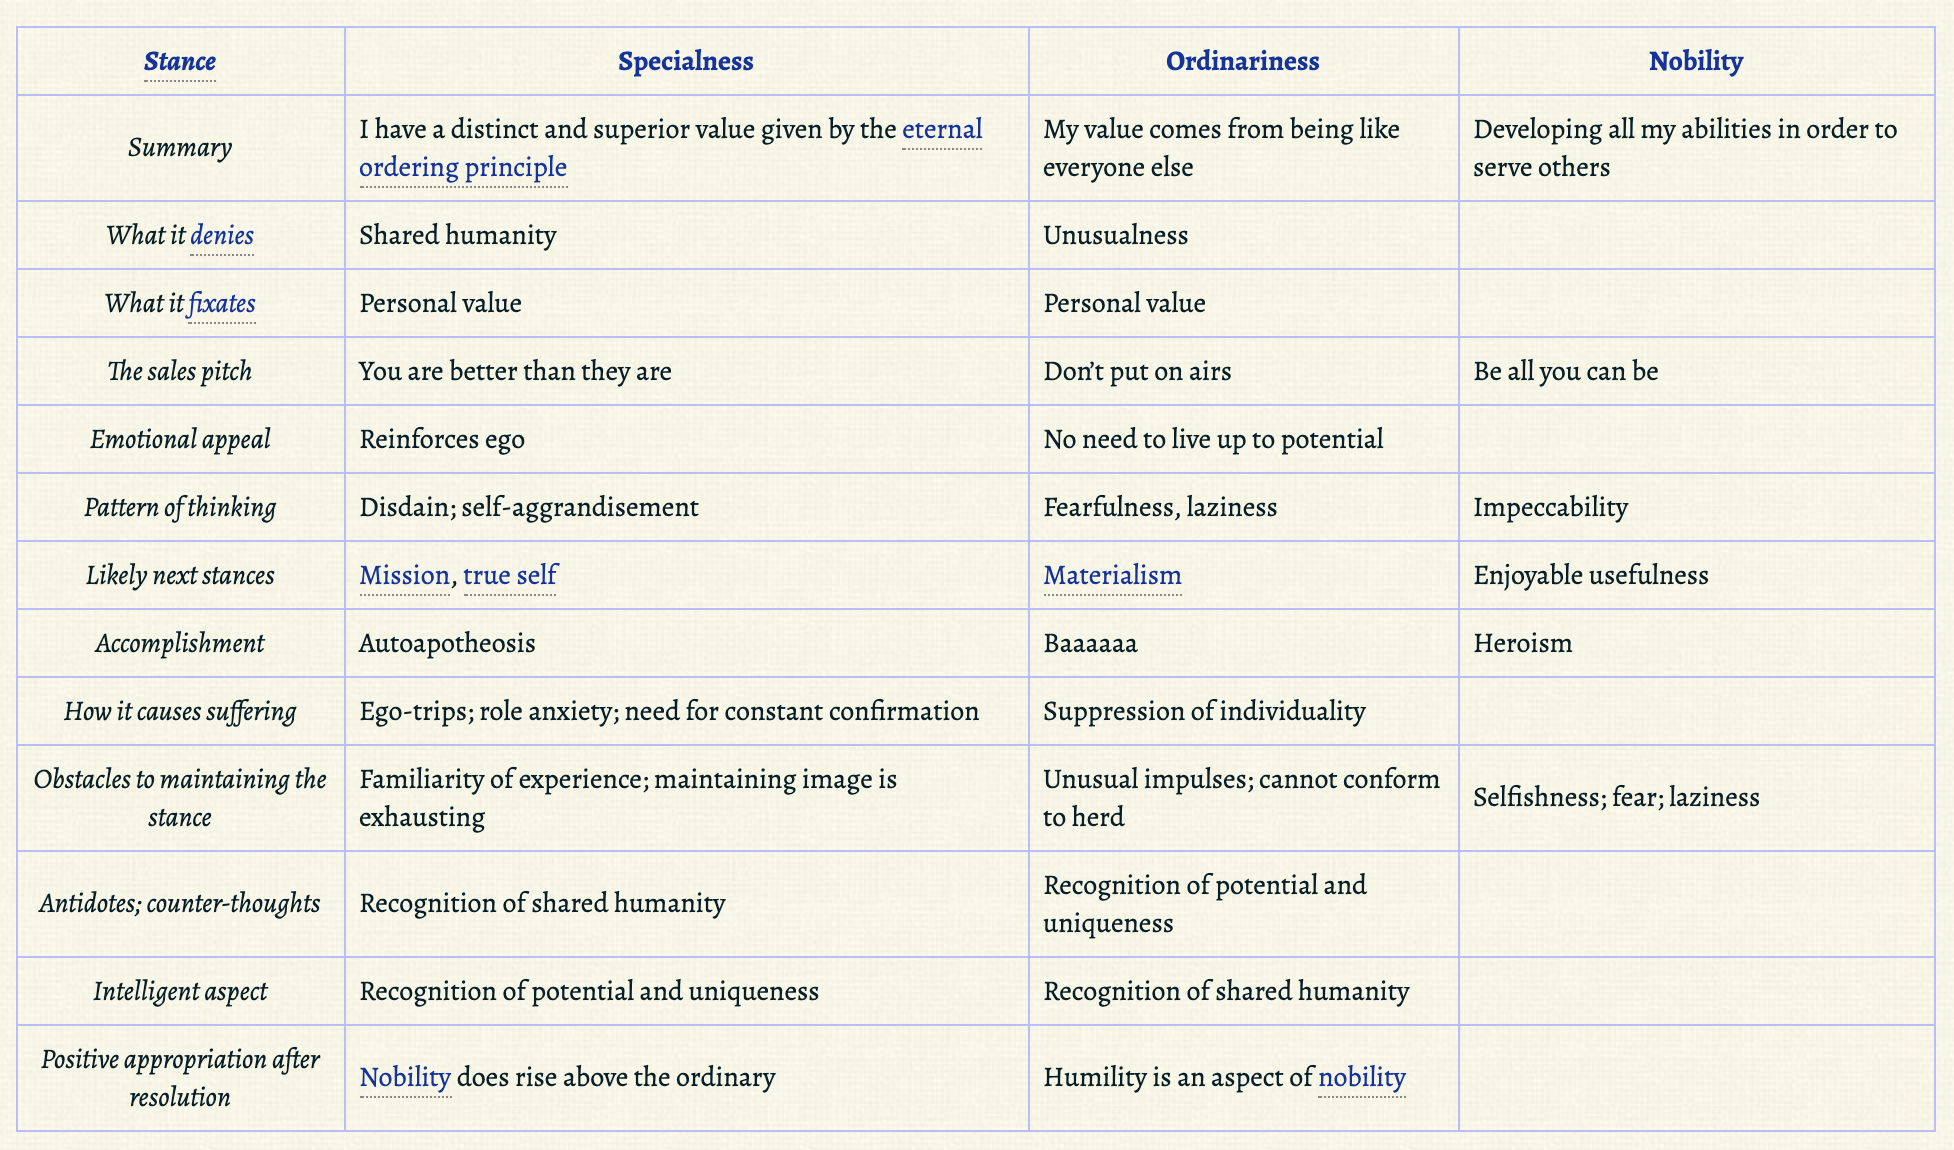 Stance Specialness Ordinariness Nobility
Summary
I have a distinct and superior value given by the eternal
ordering principle
My value comes from being like
everyone else
Developing all my abilities in order to
serve others
What it denies Shared humanity Unusualness
What it fixates Personal value Personal value
The sales pitch You are better than they are Don’t put on airs Be all you can be
Emotional appeal Reinforces ego No need to live up to potential
Pattern of thinking Disdain; self-aggrandisement Fearfulness, laziness Impeccability
Likely next stances Mission, true self Materialism Enjoyable usefulness
Accomplishment Autoapotheosis Baaaaaa Heroism
How it causes suffering Ego-trips; role anxiety; need for constant confirmation Suppression of individuality
Obstacles to maintaining the
stance
Familiarity of experience; maintaining image is
exhausting
Unusual impulses; cannot conform
to herd
Selfishness; fear; laziness
Antidotes; counter-thoughts Recognition of shared humanity
Recognition of potential and
uniqueness
Intelligent aspect Recognition of potential and uniqueness Recognition of shared humanity
Positive appropriation after
resolution
Nobility does rise above the ordinary Humility is an aspect of nobility